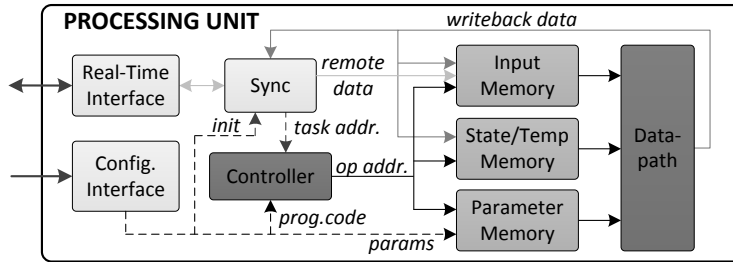 PROCESSING UNIT
writeback data
Real-Time
Interface
Sync
remote
data
Input
Memory
init
task addr.
State/Temp
Memory
Data-
path
Config.
Interface
Controller
op addr.
prog.code
params
Parameter
Memory